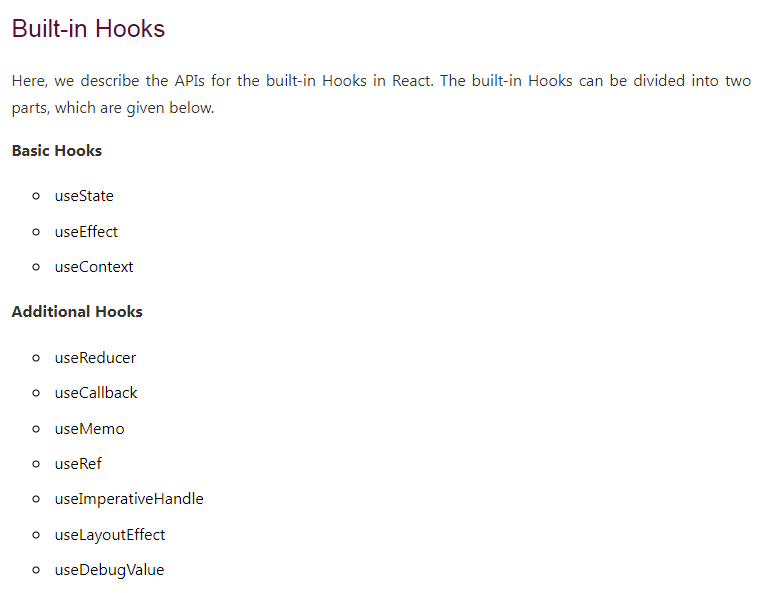 Built-in Hooks
Here, we describe the APIs for the built-in Hooks in React. The built-in Hooks can be divided into two
parts, which are given below.
Basic Hooks
useState
useEffect
useContext
Additional Hooks
useReducer
useCallback
useMemo
useRef
useImperativeHandle
useLayoutEffect
useDebugValue